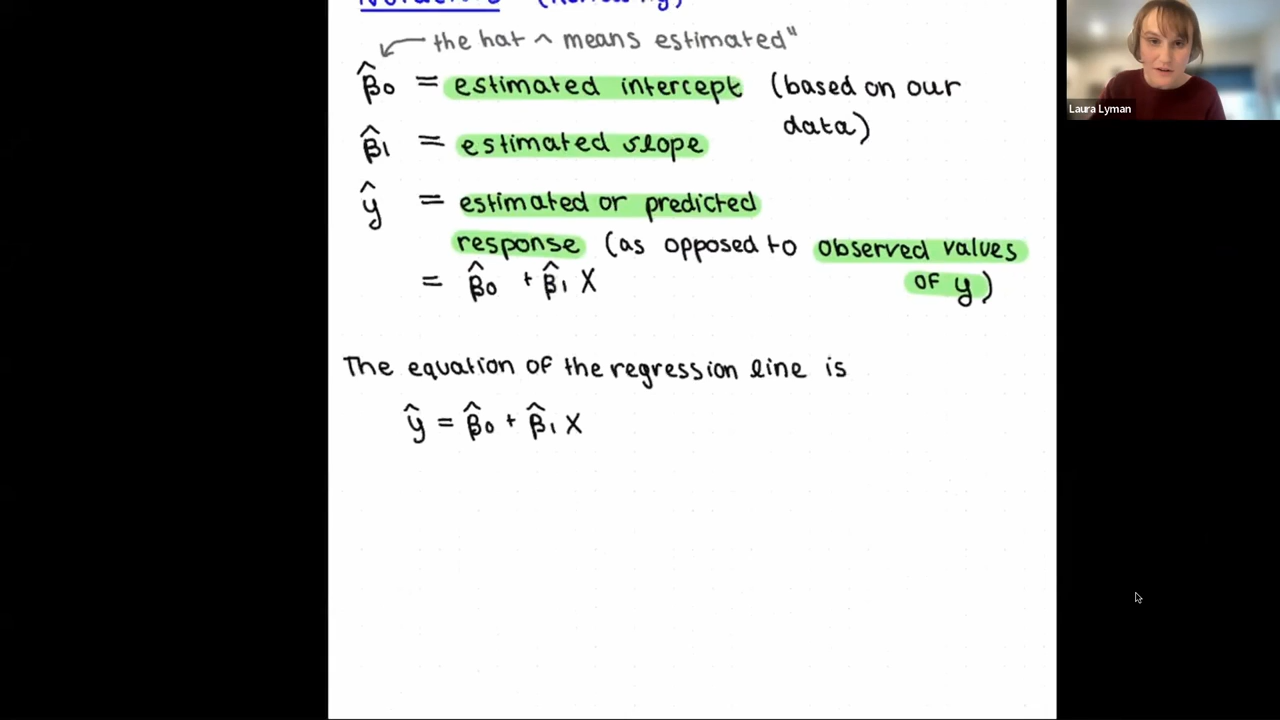 the hat ^ means estimated"
β̂0 = estimated intercept (based on our
data)
β̂1 = estimated slope
ŷ = estimated or predicted
response (as opposed to observed values
of y)
= β̂0 + β̂1 X
The equation of the regression line is
ŷ = β̂0 + β̂1 X
Laura Lyman